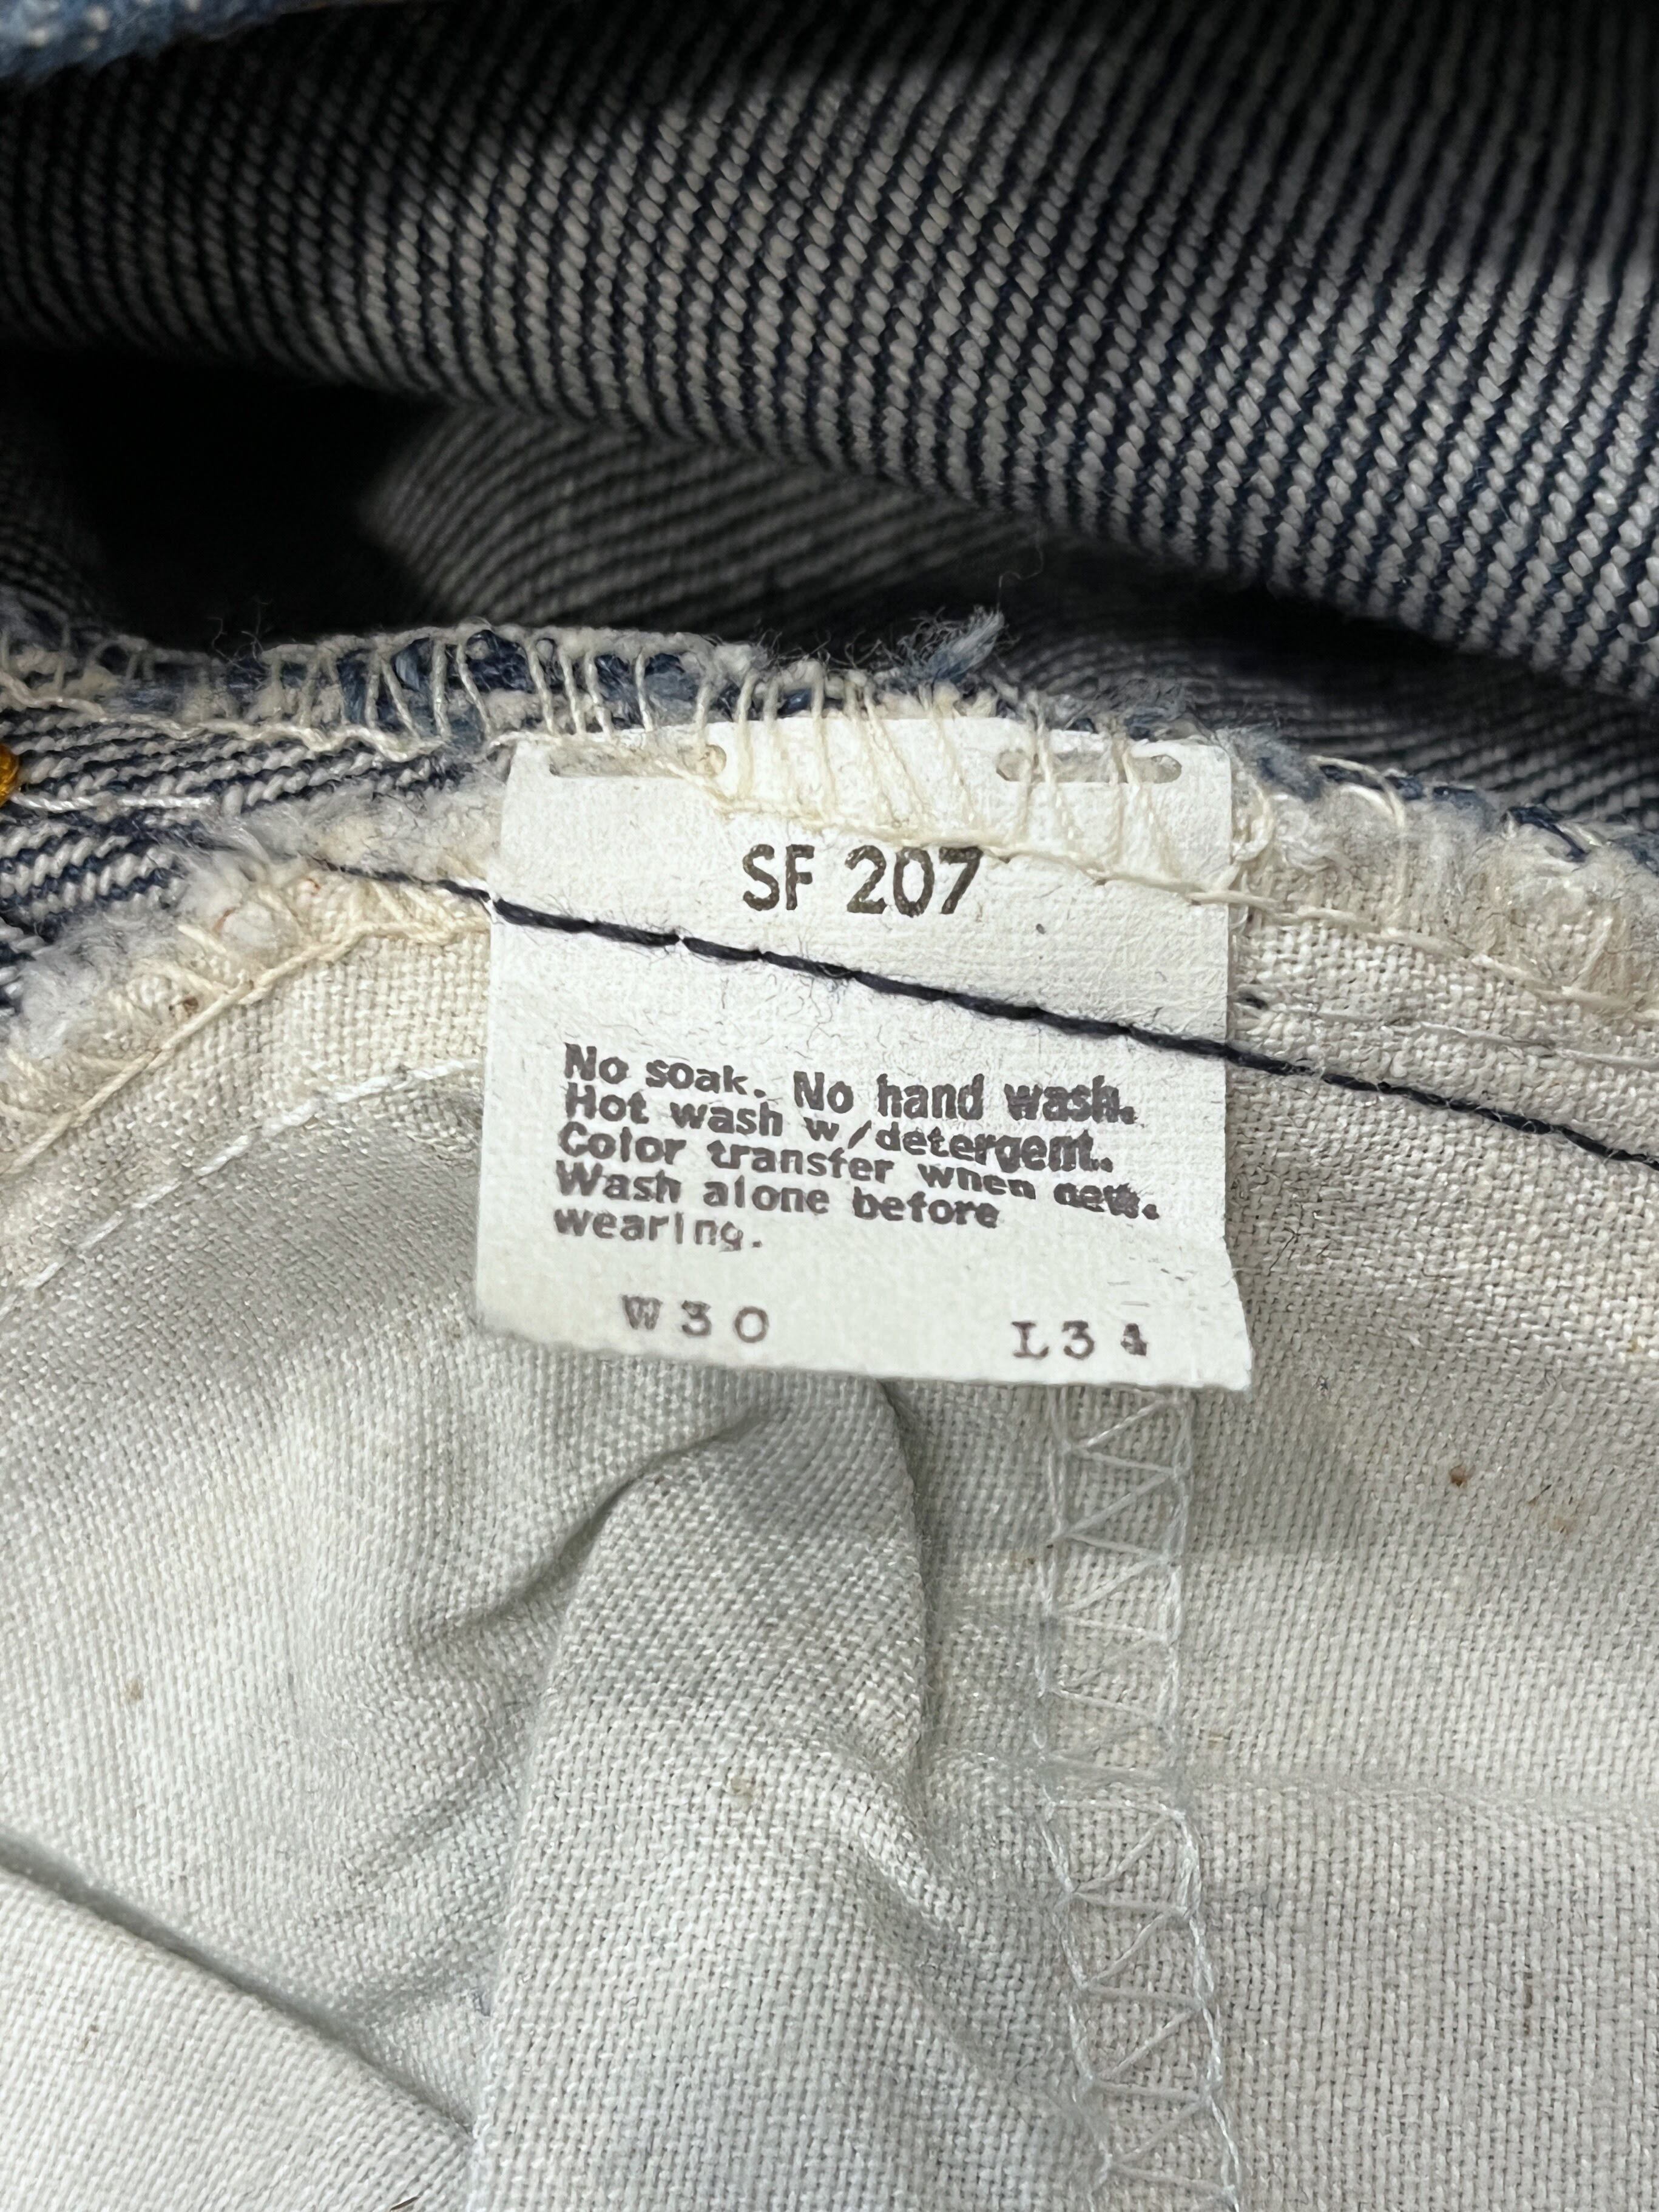 SF 207
No soak. No hand wash.
Hot wash w/detergent.
Color transfer when new.
Wash alone before
wearing.
W30 L34